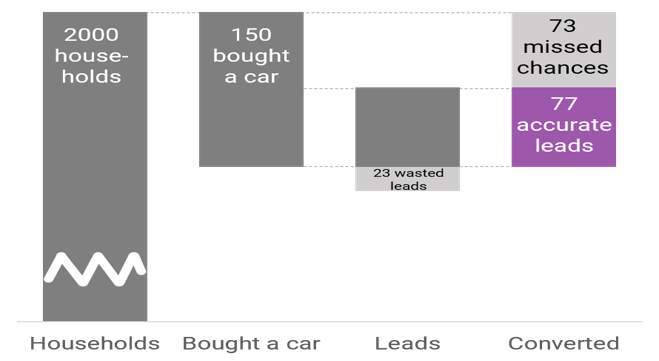 2000
house-
holds
150
bought
a car
73
missed
chances
77
accurate
leads
23 wasted
leads
Households
Bought a car
Leads
Converted